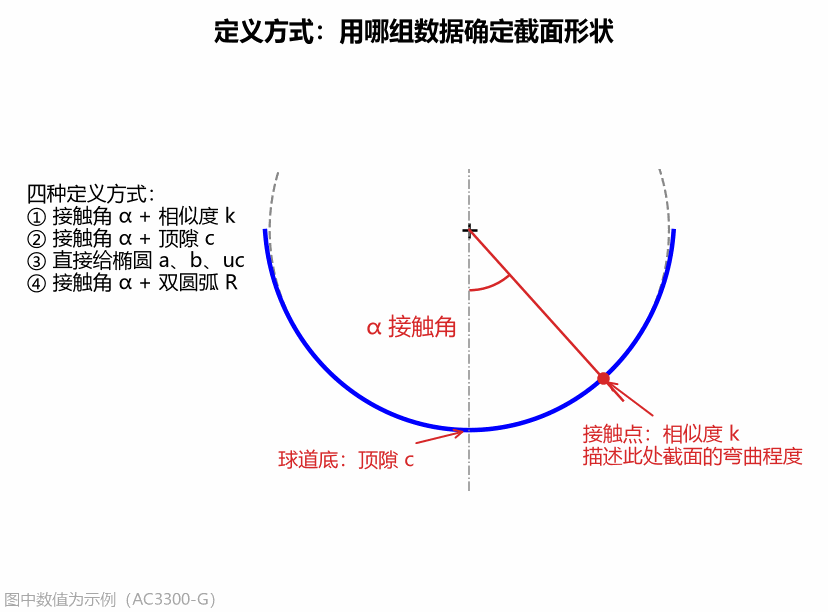 定义方式：用哪组数据确定截面形状
四种定义方式：
① 接触角 α + 相似度 k
② 接触角 α + 顶隙 c
③ 直接给椭圆 a、b、uc
④ 接触角 α + 双圆弧 R
α 接触角
接触点：相似度 k
描述此处截面的弯曲程度
球道底：顶隙 c
图中数值为示例（AC3300-G）